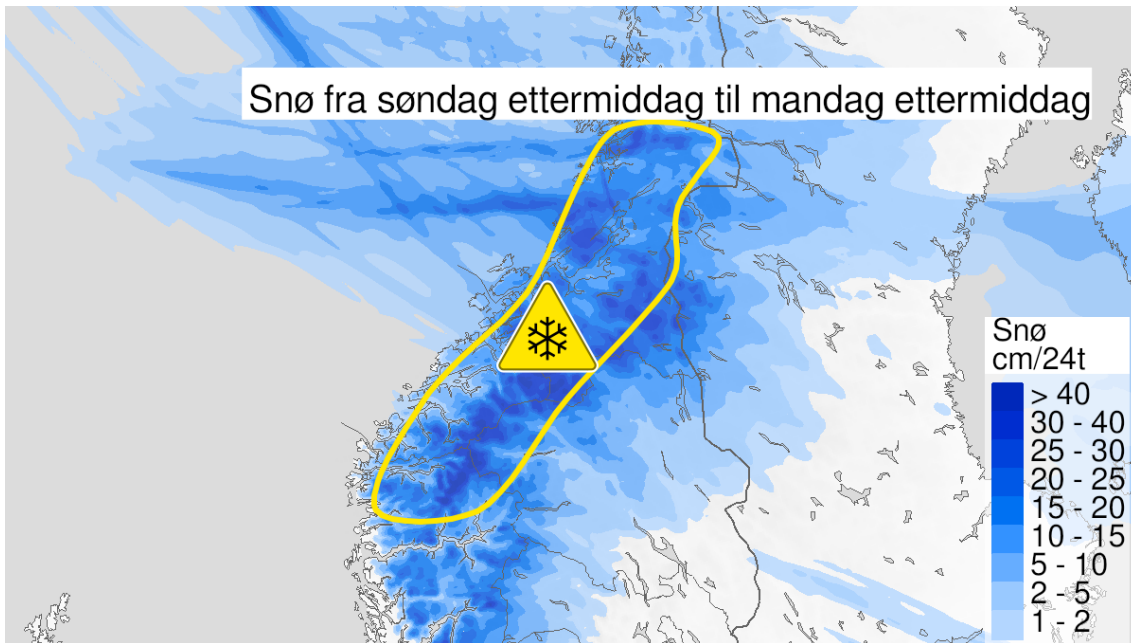 Snø fra søndag ettermiddag til mandag ettermiddag
Snø
cm/24t
> 40
30 - 40
25 - 30
20 - 25
15 - 20
10 - 15
5 - 10
2 - 5
1 - 2